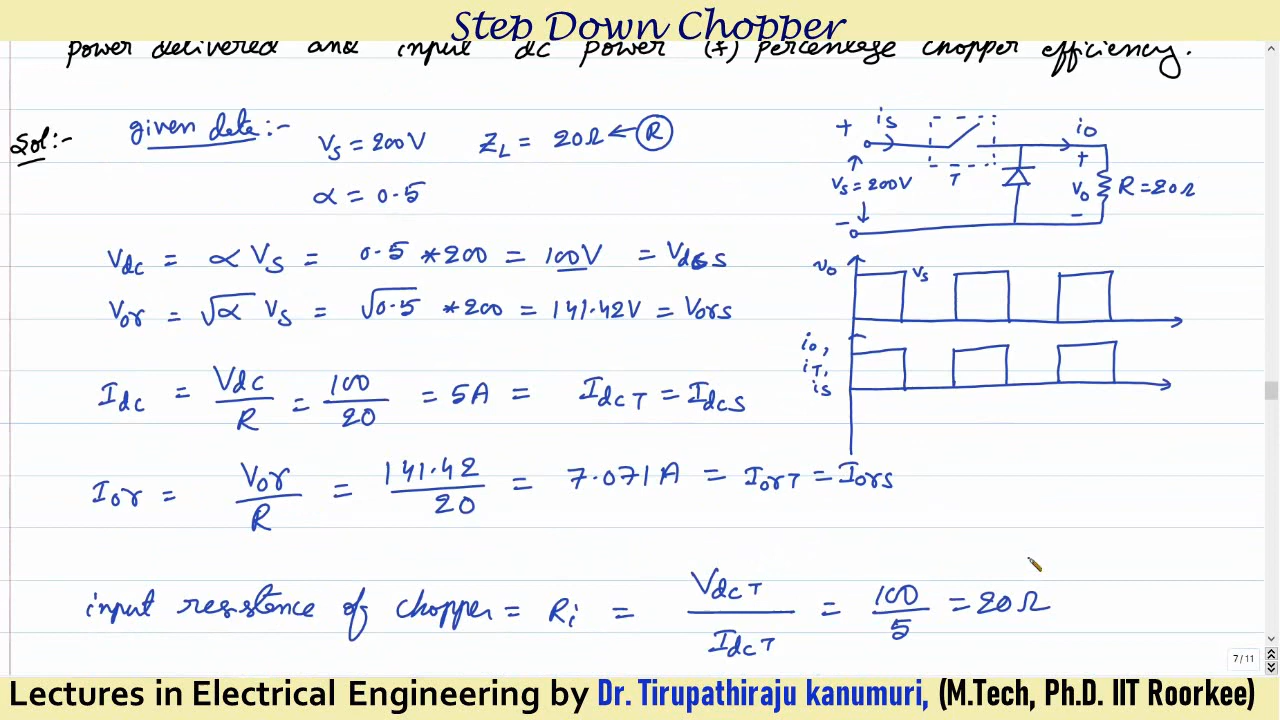 Step Down Chopper
power delivered and input dc power (f) percentage chopper efficiency.
Sol:- given data:- Vs = 200V ZL = 20Ω ← R
α = 0.5
Vdc = α Vs = 0.5 * 200 = 100V = Vdcs
Vor = √α Vs = √0.5 * 200 = 141.42V = Vors
Idc = Vdc/R = 100/20 = 5A = IdcT = Idcs
Ior = Vor/R = 141.42/20 = 7.071A = IorT = Iors
input resistence of chopper = Ri = VdcT/IdcT = 100/5 = 20Ω
+ is io
+
Vs = 200V T Vo R = 20Ω
- -
vo Vs
io,
iT,
is
7/11
Lectures in Electrical Engineering by Dr. Tirupathiraju kanumuri, (M.Tech, Ph.D. IIT Roorkee)